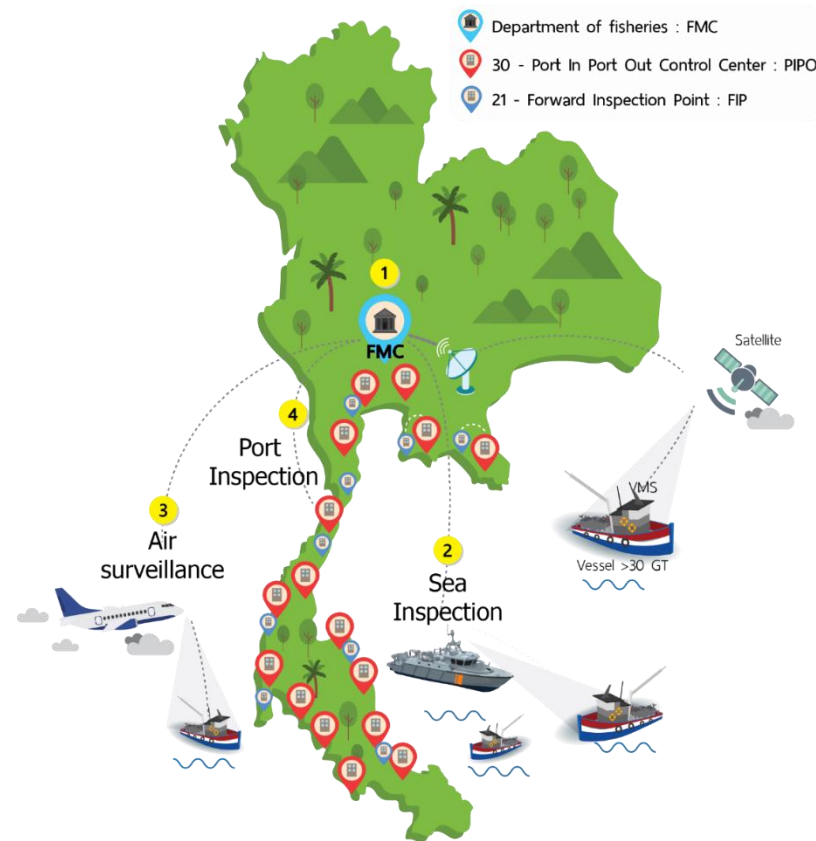 Department of fisheries : FMC
30 - Port In Port Out Control Center : PIPO
21 - Forward Inspection Point : FIP
1
FMC
Satellite
4
Port
Inspection
VMS
3
Air
surveillance
2
Sea
Inspection
Vessel >30 GT